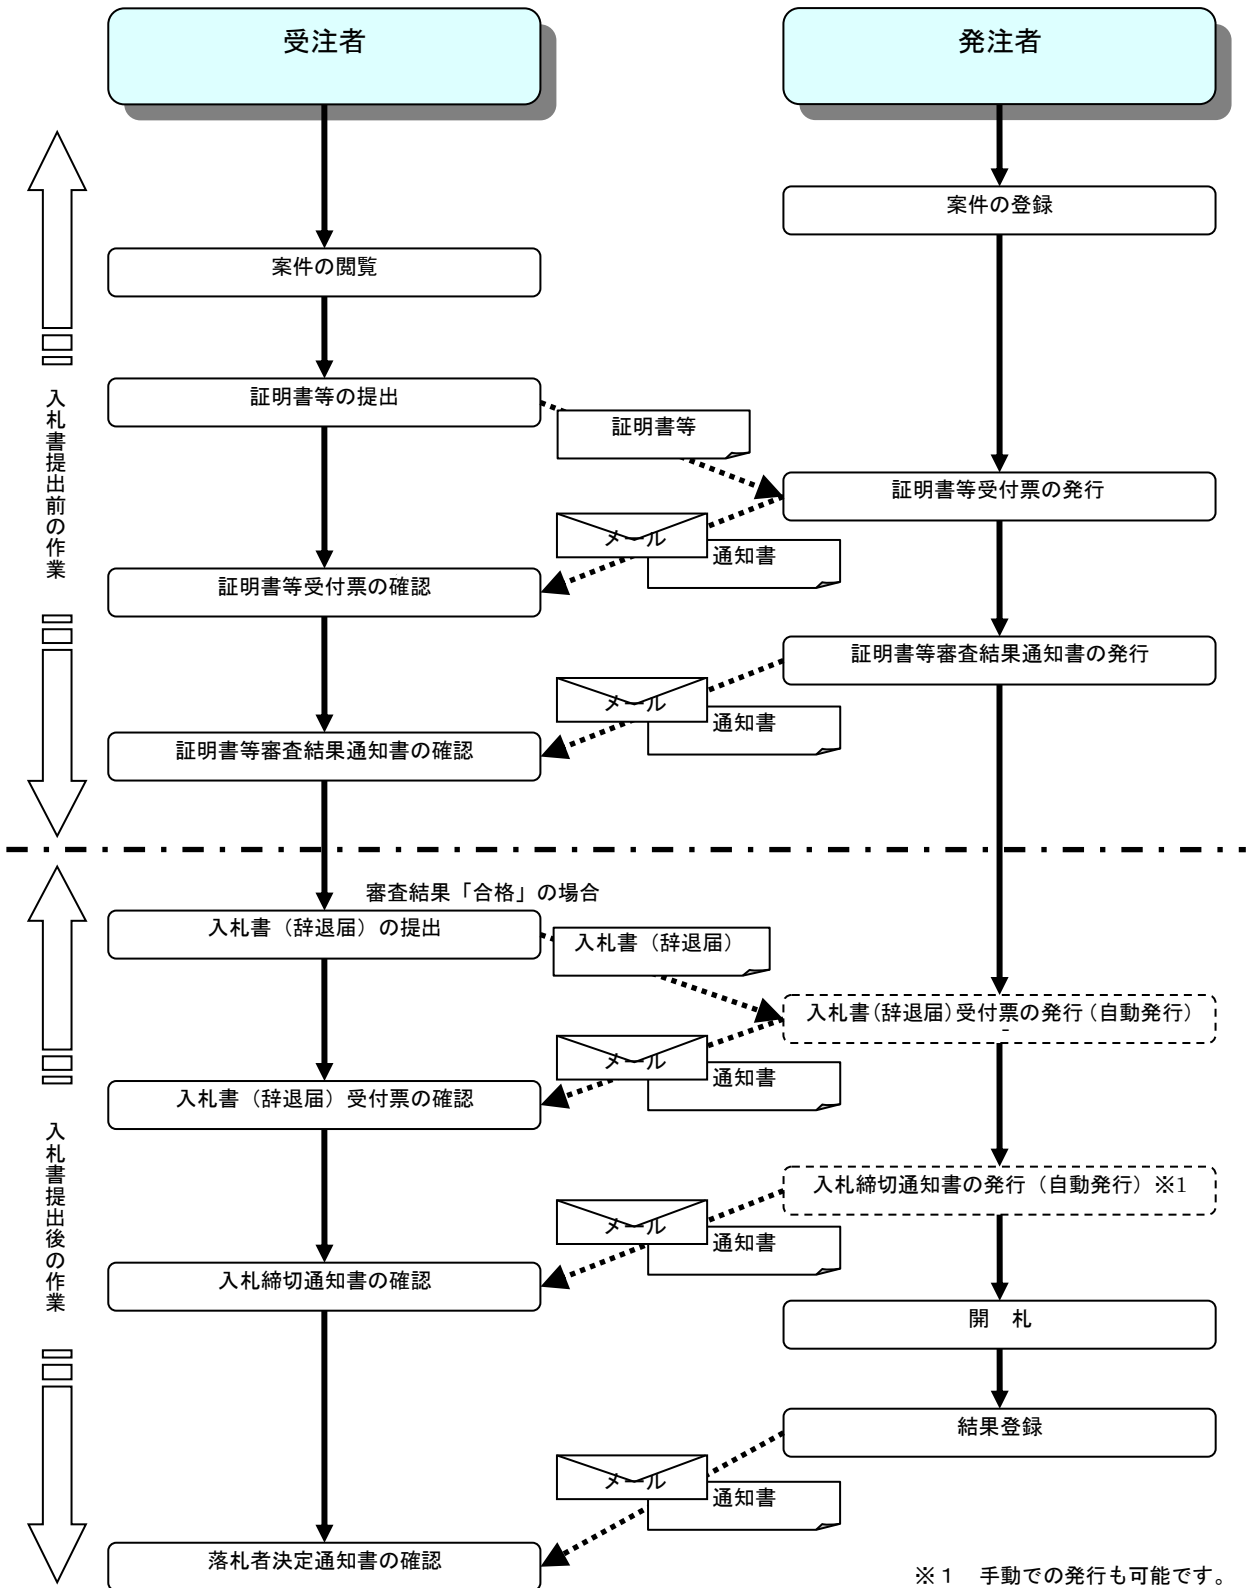 受注者
発注者
案件の登録
案件の閲覧
証明書等の提出
証明書等
証明書等受付票の発行
メール
通知書
証明書等受付票の確認
入札書提出前の作業
証明書等審査結果通知書の発行
メール
通知書
証明書等審査結果通知書の確認
審査結果「合格」の場合
入札書（辞退届）の提出
入札書（辞退届）
入札書（辞退届）受付票の発行（自動発行）
メール
通知書
入札書（辞退届）受付票の確認
入札書提出後の作業
入札締切通知書の発行（自動発行）※1
メール
通知書
入札締切通知書の確認
開　札
結果登録
メール
通知書
落札者決定通知書の確認
※１　手動での発行も可能です。